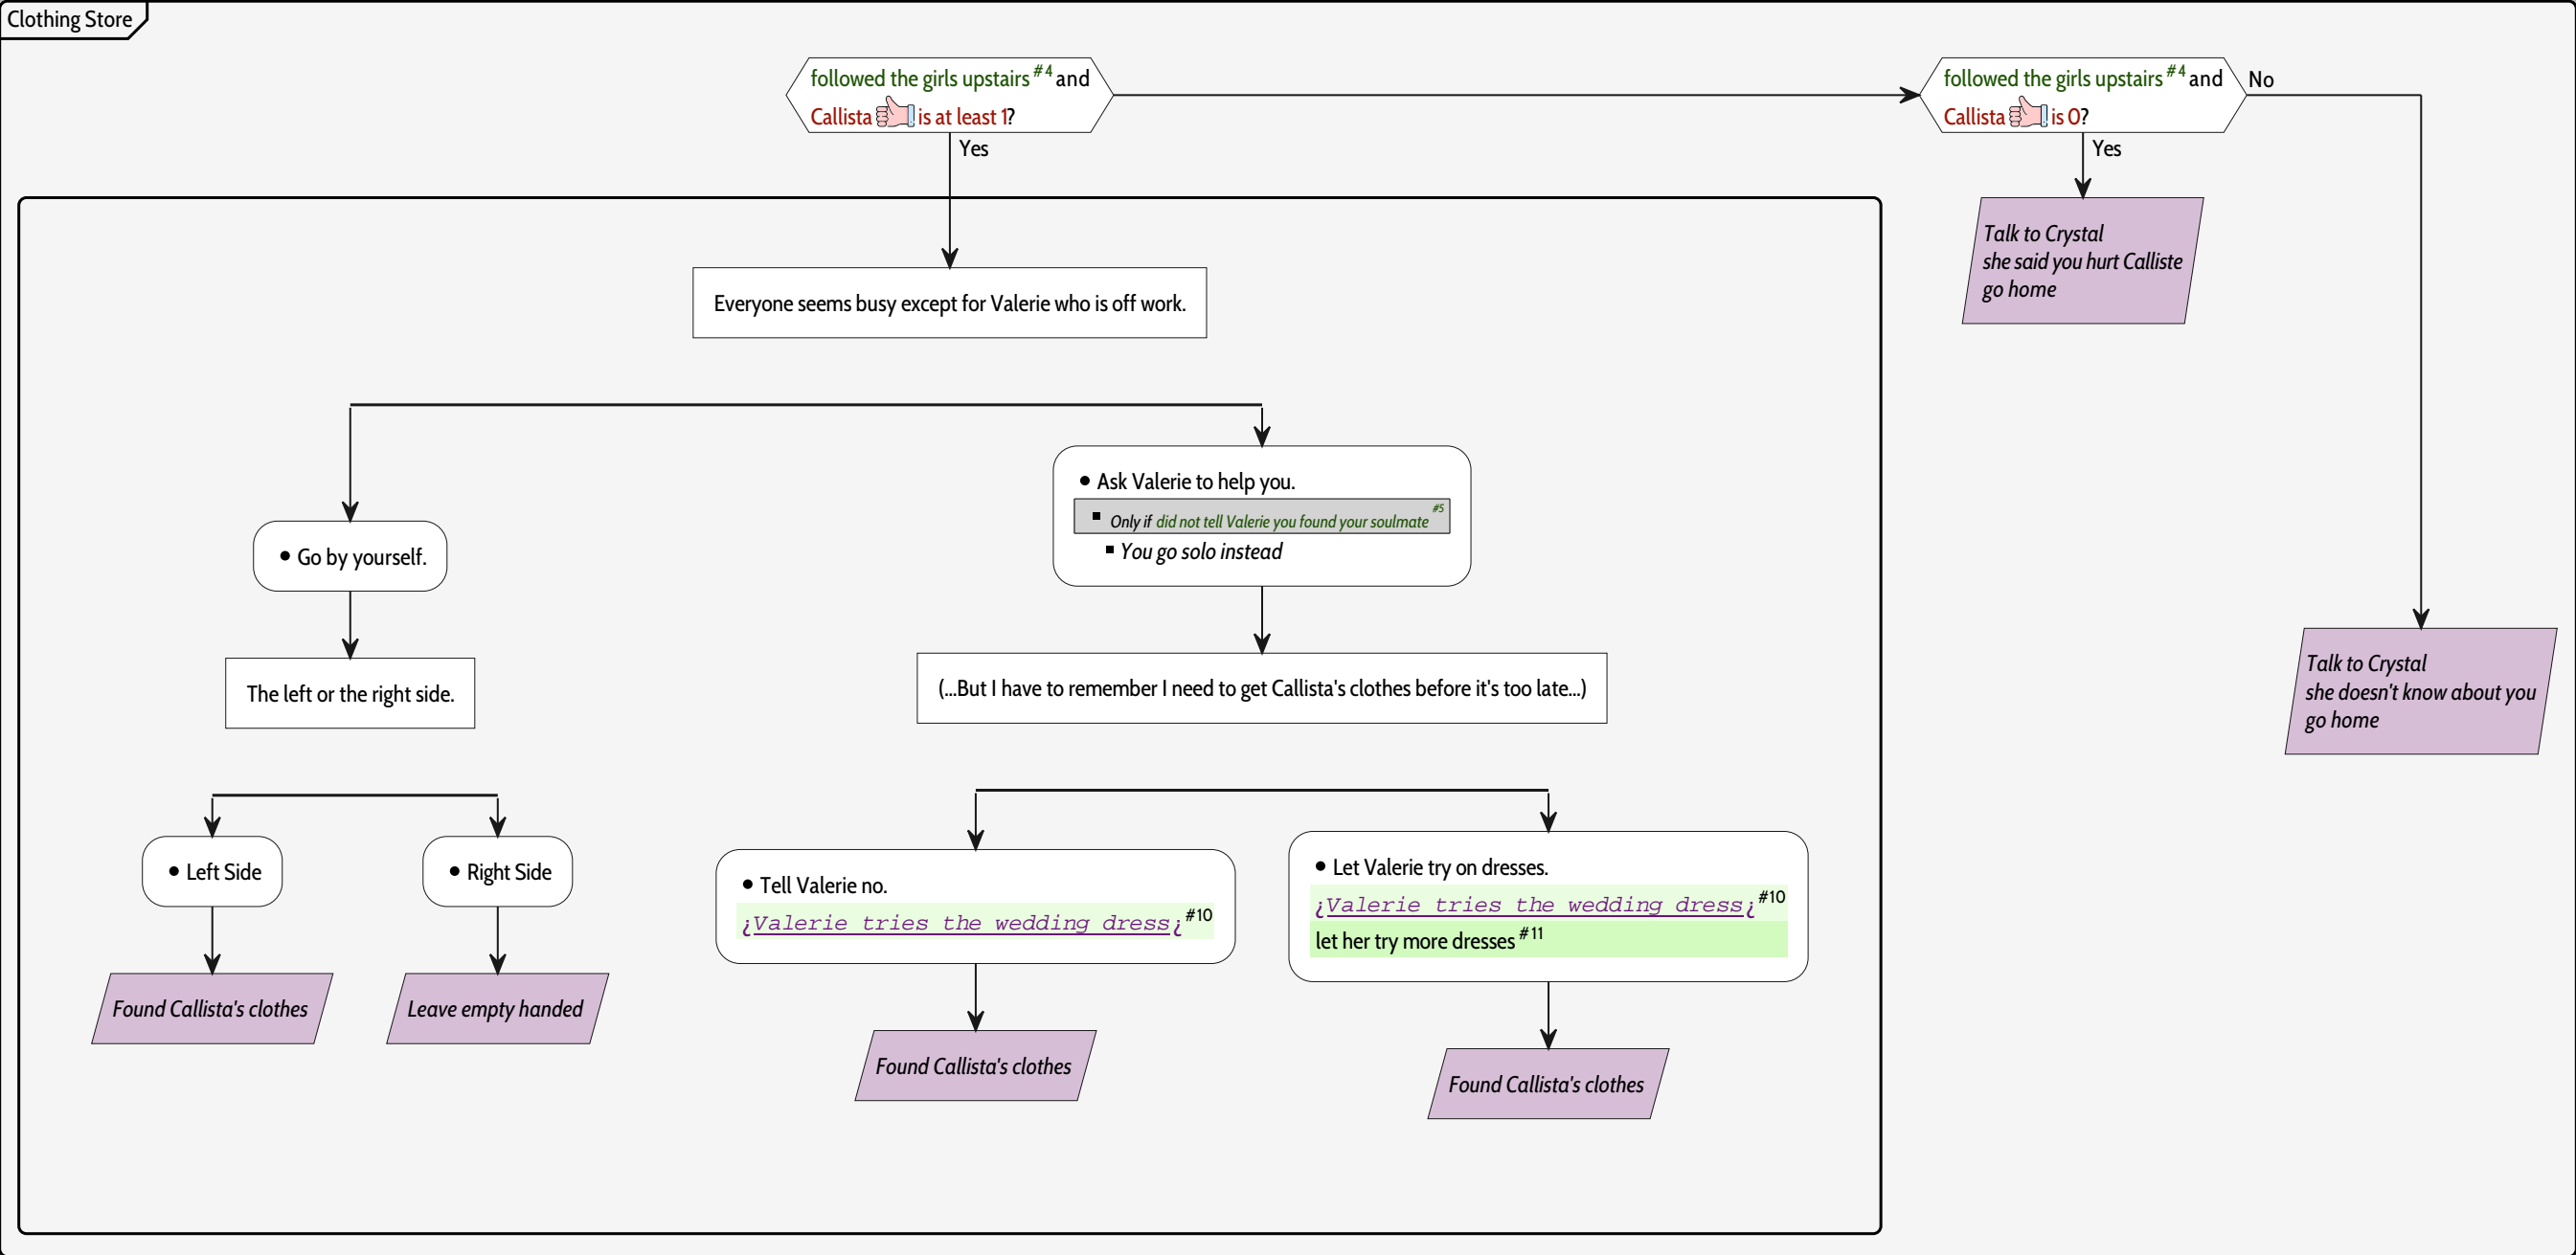 Clothing Store
followed the girls upstairs #4 and
Callista is at least 1?
Yes
followed the girls upstairs #4 and
Callista is 0?
No
Yes
Talk to Crystal
she said you hurt Calliste
go home
Everyone seems busy except for Valerie who is off work.
• Ask Valerie to help you.
▪ Only if did not tell Valerie you found your soulmate #5
▪ You go solo instead
• Go by yourself.
(...But I have to remember I need to get Callista's clothes before it's too late...)
The left or the right side.
Talk to Crystal
she doesn't know about you
go home
• Left Side
• Right Side
• Tell Valerie no.
¿Valerie tries the wedding dress¿ #10
• Let Valerie try on dresses.
¿Valerie tries the wedding dress¿ #10
let her try more dresses #11
Found Callista's clothes
Leave empty handed
Found Callista's clothes
Found Callista's clothes